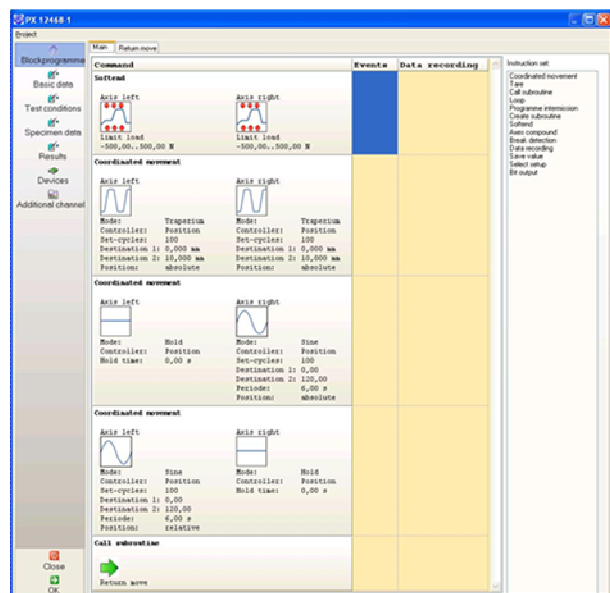 PX 12468-1
Project
Blockprogramme
Basic data
Test conditions
Specimen data
Results
Devices
Additional channel
Close
OK
Main
Return move
Command
Events
Data recording
Softend
Axis left
Axis right
Limit load
Limit load
-500,00..500,00 N
-500,00..500,00 N
Coordinated movement
Axis left
Axis right
Mode: Trapezium
Mode: Trapezium
Controller: Position
Controller: Position
Set-cycles: 100
Set-cycles: 100
Destination 1: 0,000 mm
Destination 1: 0,000 mm
Destination 2: 10,000 mm
Destination 2: 10,000 mm
Position: absolute
Position: absolute
Coordinated movement
Axis left
Axis right
Mode: Hold
Mode: Sine
Controller: Position
Controller: Position
Hold time: 0,00 s
Set-cycles: 100
Destination 1: 0,00
Destination 2: 120,00
Periode: 6,00 s
Position: absolute
Coordinated movement
Axis left
Axis right
Mode: Sine
Mode: Hold
Controller: Position
Controller: Position
Set-cycles: 100
Hold time: 0,00 s
Destination 1: 0,00
Destination 2: 120,00
Periode: 6,00 s
Position: relative
Call subroutine
Return move
Instruction set:
Coordinated movement
Tare
Call subroutine
Loop
Programme intermission
Create subroutine
Softend
Axes compound
Break detection
Data recording
Save value
Select setup
Bit output